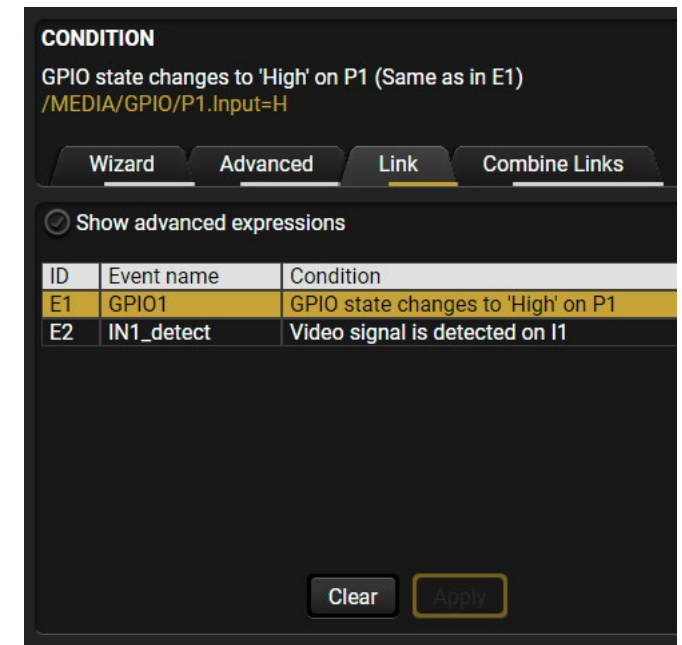 CONDITION
GPIO state changes to 'High' on P1 (Same as in E1)
/MEDIA/GPIO/P1.Input=H
Wizard Advanced Link Combine Links
Show advanced expressions
ID Event name Condition
E1 GPIO1 GPIO state changes to 'High' on P1
E2 IN1_detect Video signal is detected on I1
Clear Apply